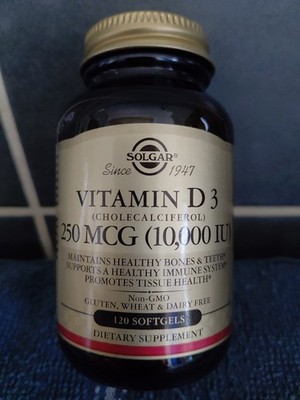 SOLGAR®
Since 1947
VITAMIN D3
(CHOLECALCIFEROL)
250 MCG (10,000 IU)
MAINTAINS HEALTHY BONES & TEETH*
SUPPORTS A HEALTHY IMMUNE SYSTEM*
PROMOTES TISSUE HEALTH*
Non-GMO
GLUTEN, WHEAT & DAIRY FREE
120 SOFTGELS
DIETARY SUPPLEMENT